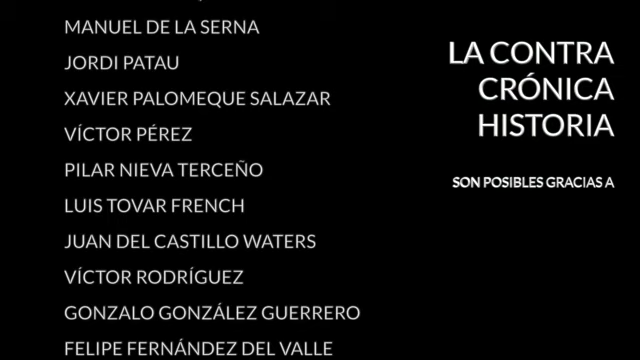 MANUEL DE LA SERNA
JORDI PATAU
XAVIER PALOMEQUE SALAZAR
VÍCTOR PÉREZ
PILAR NIEVA TERCEÑO
LUIS TOVAR FRENCH
JUAN DEL CASTILLO WATERS
VÍCTOR RODRÍGUEZ
GONZALO GONZÁLEZ GUERRERO
FELIPE FERNÁNDEZ DEL VALLE
LA CONTRA
CRÓNICA
HISTORIA
SON POSIBLES GRACIAS A